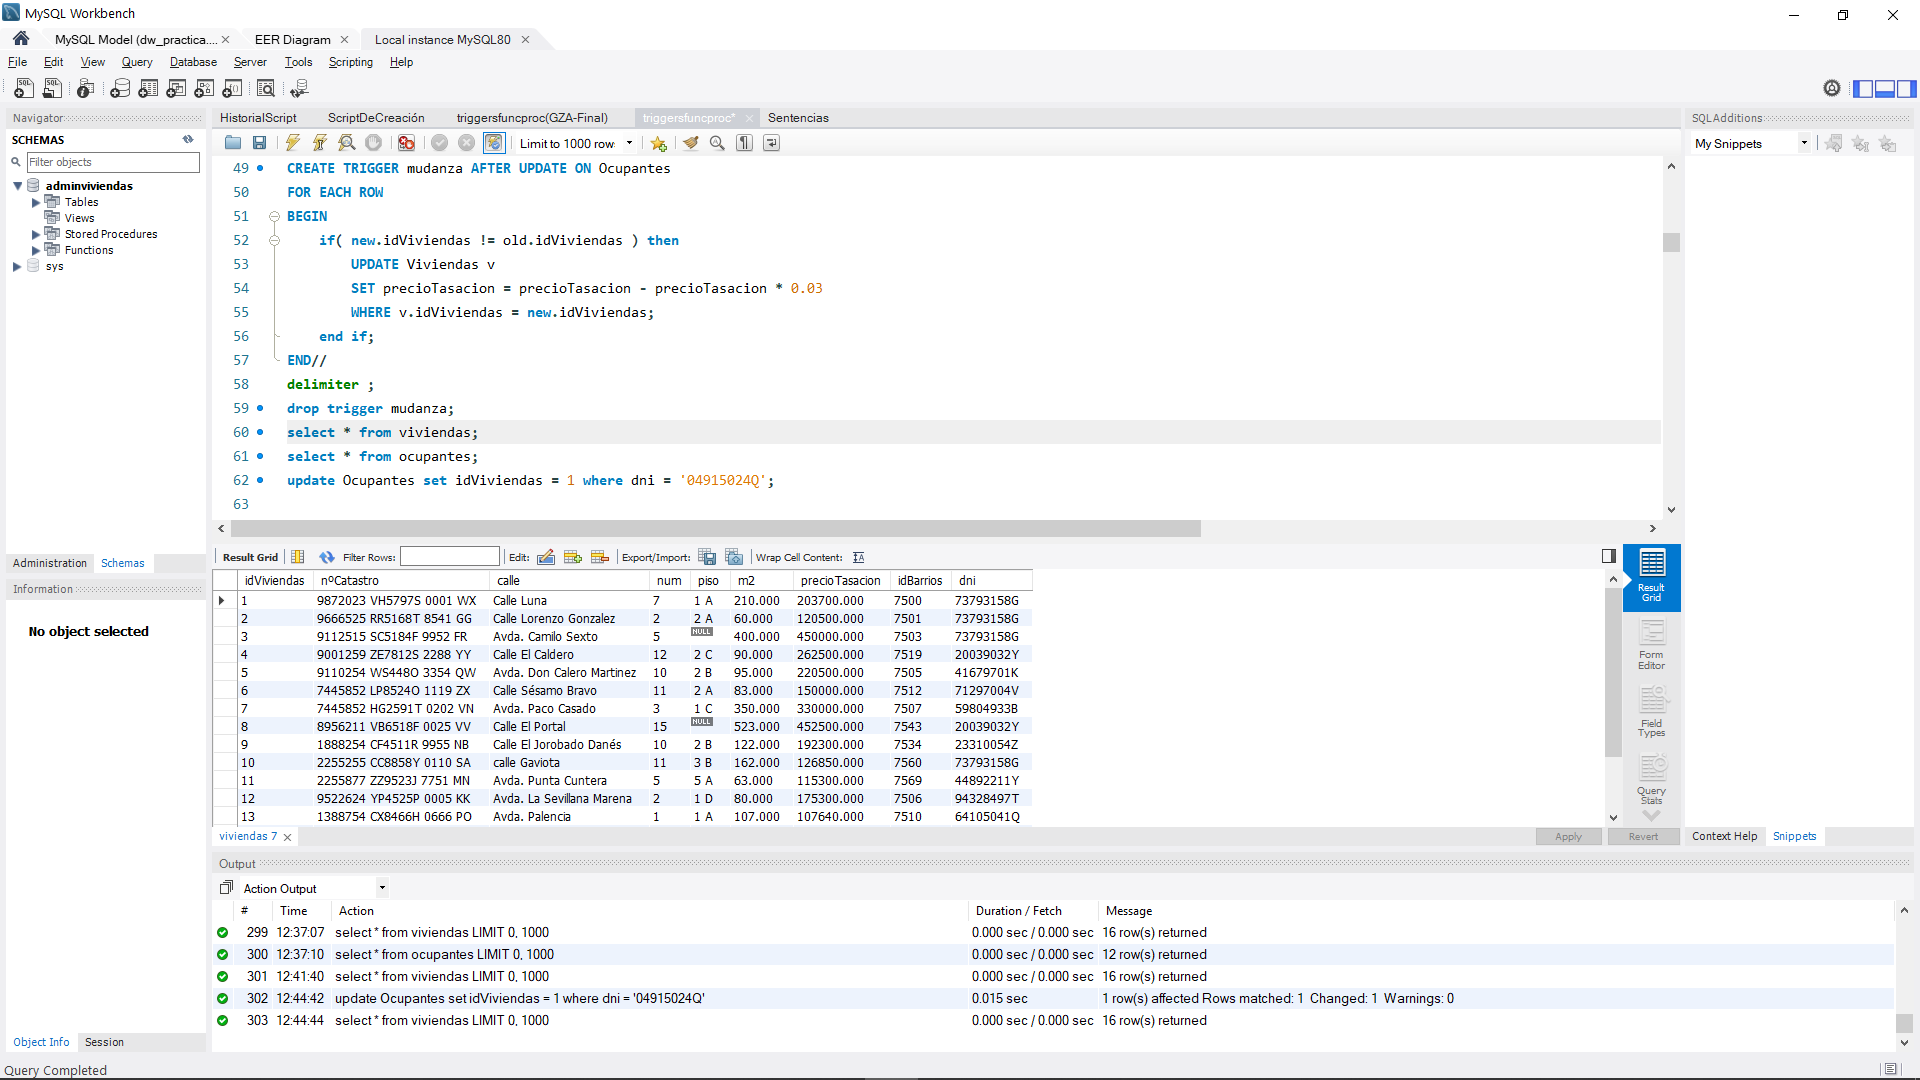 MySQL Workbench
MySQL Model (dw_practica.... × EER Diagram × Local instance MySQL80 ×
File Edit View Query Database Server Tools Scripting Help
Navigator
SCHEMAS
Filter objects
adminviviendas
Tables
Views
Stored Procedures
Functions
sys
Administration Schemas
Information
No object selected
Object Info Session
HistorialScript ScriptDeCreación triggersfuncproc(GZA-Final) triggersfuncproc* × Sentencias
Limit to 1000 row:
49 CREATE TRIGGER mudanza AFTER UPDATE ON Ocupantes
50 FOR EACH ROW
51 BEGIN
52 if( new.idViviendas != old.idViviendas ) then
53 UPDATE Viviendas v
54 SET precioTasacion = precioTasacion - precioTasacion * 0.03
55 WHERE v.idViviendas = new.idViviendas;
56 end if;
57 END//
58 delimiter ;
59 drop trigger mudanza;
60 select * from viviendas;
61 select * from ocupantes;
62 update Ocupantes set idViviendas = 1 where dni = '04915024Q';
63
Result Grid Filter Rows: Edit: Export/Import: Wrap Cell Content:
idViviendas nºCatastro calle num piso m2 precioTasacion idBarrios dni
1 9872023 VH5797S 0001 WX Calle Luna 7 1 A 210.000 203700.000 7500 73793158G
2 9666525 RR5168T 8541 GG Calle Lorenzo Gonzalez 2 2 A 60.000 120500.000 7501 73793158G
3 9112515 SC5184F 9952 FR Avda. Camilo Sexto 5 NULL 400.000 450000.000 7503 73793158G
4 9001259 ZE7812S 2288 YY Calle El Caldero 12 2 C 90.000 262500.000 7519 20039032Y
5 9110254 WS448O 3354 QW Avda. Don Calero Martinez 10 2 B 95.000 220500.000 7505 41679701K
6 7445852 LP8524O 1119 ZX Calle Sésamo Bravo 11 2 A 83.000 150000.000 7512 71297004V
7 7445852 HG2591T 0202 VN Avda. Paco Casado 3 1 C 350.000 330000.000 7507 59804933B
8 8956211 VB6518F 0025 VV Calle El Portal 15 NULL 523.000 452500.000 7543 20039032Y
9 1888254 CF4511R 9955 NB Calle El Jorobado Danés 10 2 B 122.000 192300.000 7534 23310054Z
10 2255255 CC8858Y 0110 SA calle Gaviota 11 3 B 162.000 126850.000 7560 73793158G
11 2255877 ZZ9523J 7751 MN Avda. Punta Cuntera 5 5 A 63.000 115300.000 7569 44892211Y
12 9522624 YP4525P 0005 KK Avda. La Sevillana Marena 2 1 D 80.000 175300.000 7506 94328497T
13 1388754 CX8466H 0666 PO Avda. Palencia 1 1 A 107.000 107640.000 7510 64105041Q
Result Grid
Form Editor
Field Types
Query Stats
viviendas 7 × Apply Revert
SQLAdditions
My Snippets
Context Help Snippets
Output
Action Output
# Time Action Duration / Fetch Message
299 12:37:07 select * from viviendas LIMIT 0, 1000 0.000 sec / 0.000 sec 16 row(s) returned
300 12:37:10 select * from ocupantes LIMIT 0, 1000 0.000 sec / 0.000 sec 12 row(s) returned
301 12:41:40 select * from viviendas LIMIT 0, 1000 0.000 sec / 0.000 sec 16 row(s) returned
302 12:44:42 update Ocupantes set idViviendas = 1 where dni = '04915024Q' 0.015 sec 1 row(s) affected Rows matched: 1 Changed: 1 Warnings: 0
303 12:44:44 select * from viviendas LIMIT 0, 1000 0.000 sec / 0.000 sec 16 row(s) returned
Query Completed